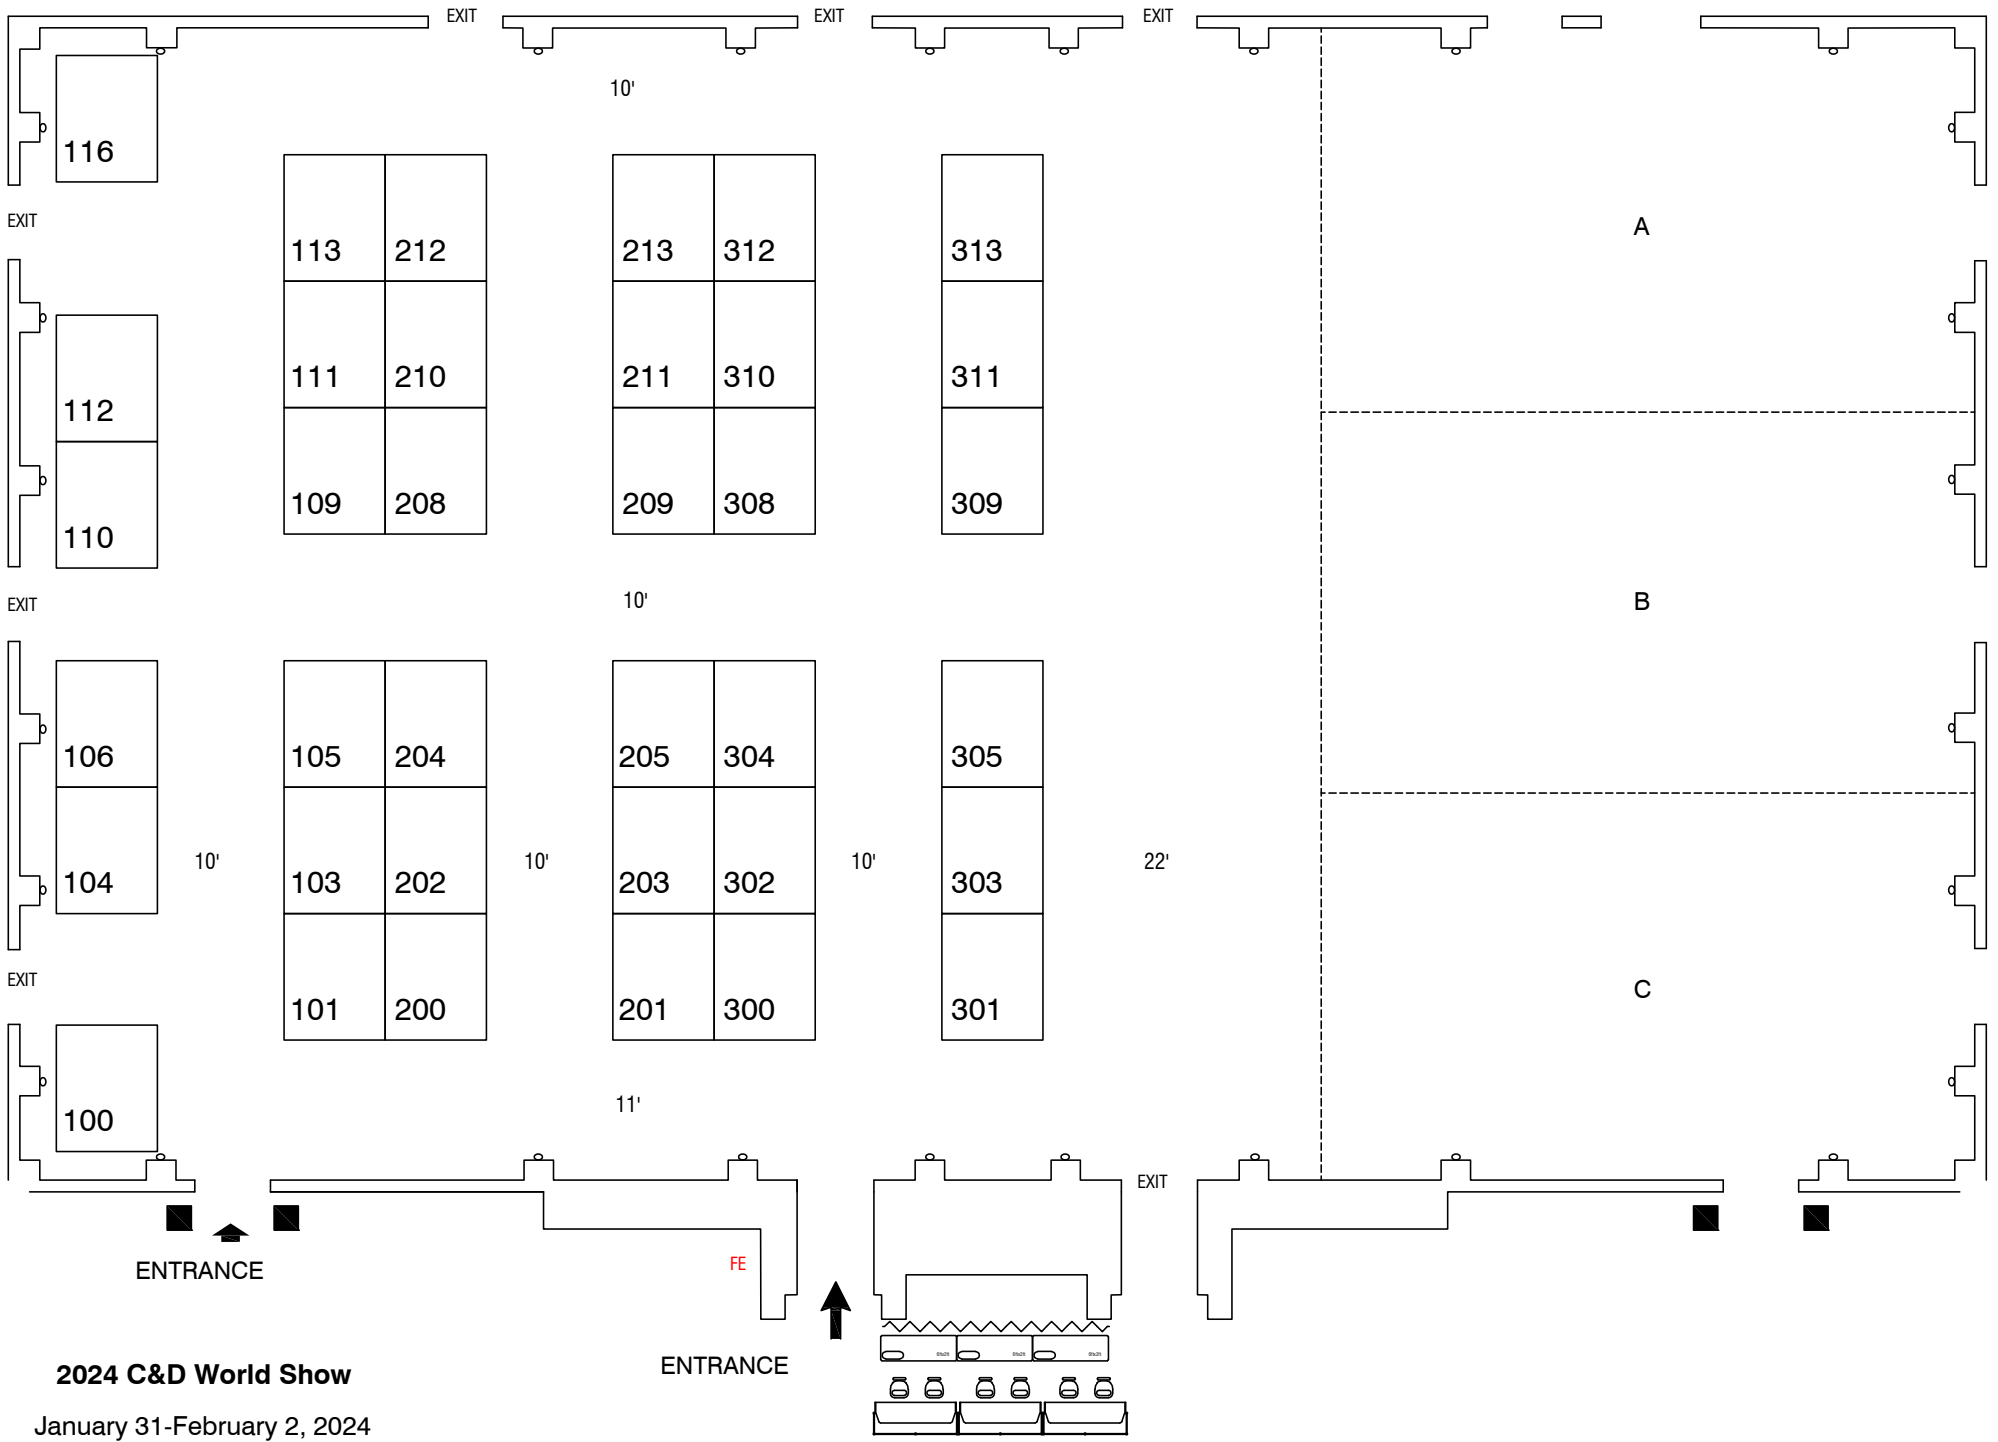 EXIT EXIT EXIT
10'
116
EXIT
A
113 212 213 312 313
111 210 211 310 311
112
109 208 209 308 309
110
EXIT
10'
B
106 105 204 205 304 305
10' 10' 10' 22'
104 103 202 203 302 303
EXIT
C
101 200 201 300 301
11'
100
EXIT
ENTRANCE
FE
ENTRANCE
2024 C&D World Show
January 31-February 2, 2024